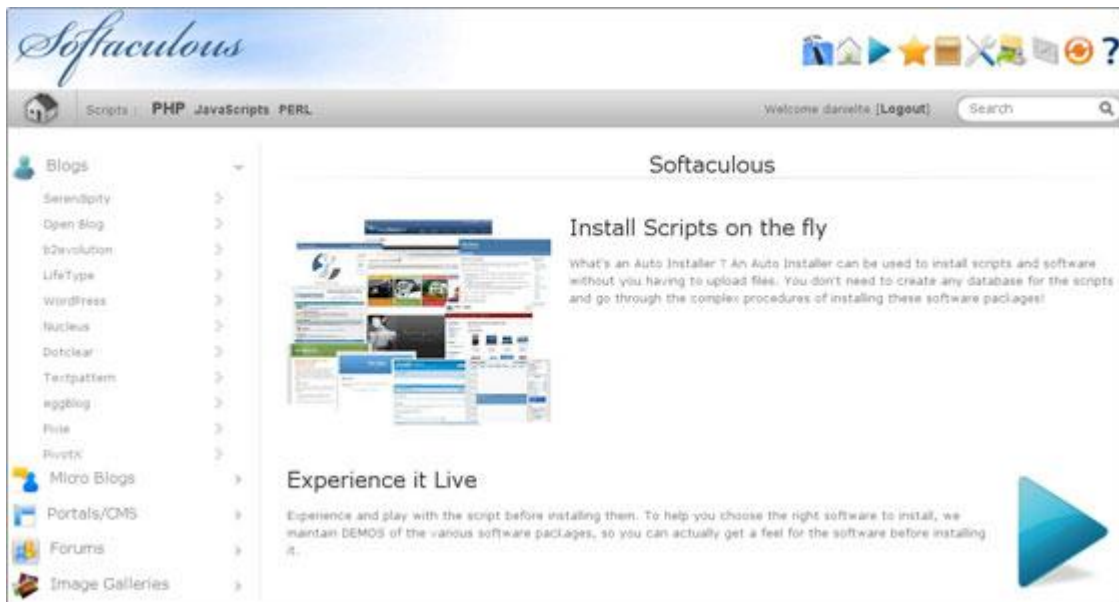 Softaculous
?
Scripts : PHP JavaScripts PERL
Welcome danielte [Logout]
Search
Blogs
Serendipity
Open Blog
b2evolution
LifeType
WordPress
Nucleus
Dotclear
Textpattern
eggBlog
Pixie
PivotX
Micro Blogs
Portals/CMS
Forums
Image Galleries
Softaculous
Install Scripts on the fly
What's an Auto Installer ? An Auto Installer can be used to install scripts and software
without you having to upload files. You don't need to create any database for the scripts
and go through the complex procedures of installing these software packages!
Experience it Live
Experience and play with the script before installing them. To help you choose the right software to install, we
maintain DEMOS of the various software packages, so you can actually get a feel for the software before installing
it.